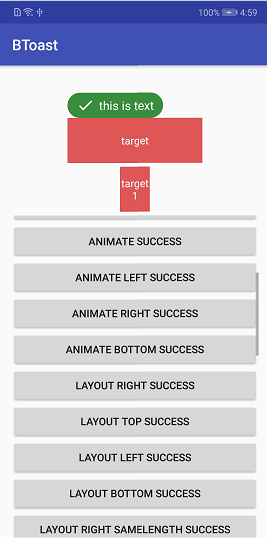 100% 4:59
BToast
this is text
target
target
1
ANIMATE SUCCESS
ANIMATE LEFT SUCCESS
ANIMATE RIGHT SUCCESS
ANIMATE BOTTOM SUCCESS
LAYOUT RIGHT SUCCESS
LAYOUT TOP SUCCESS
LAYOUT LEFT SUCCESS
LAYOUT BOTTOM SUCCESS
LAYOUT RIGHT SAMELENGTH SUCCESS